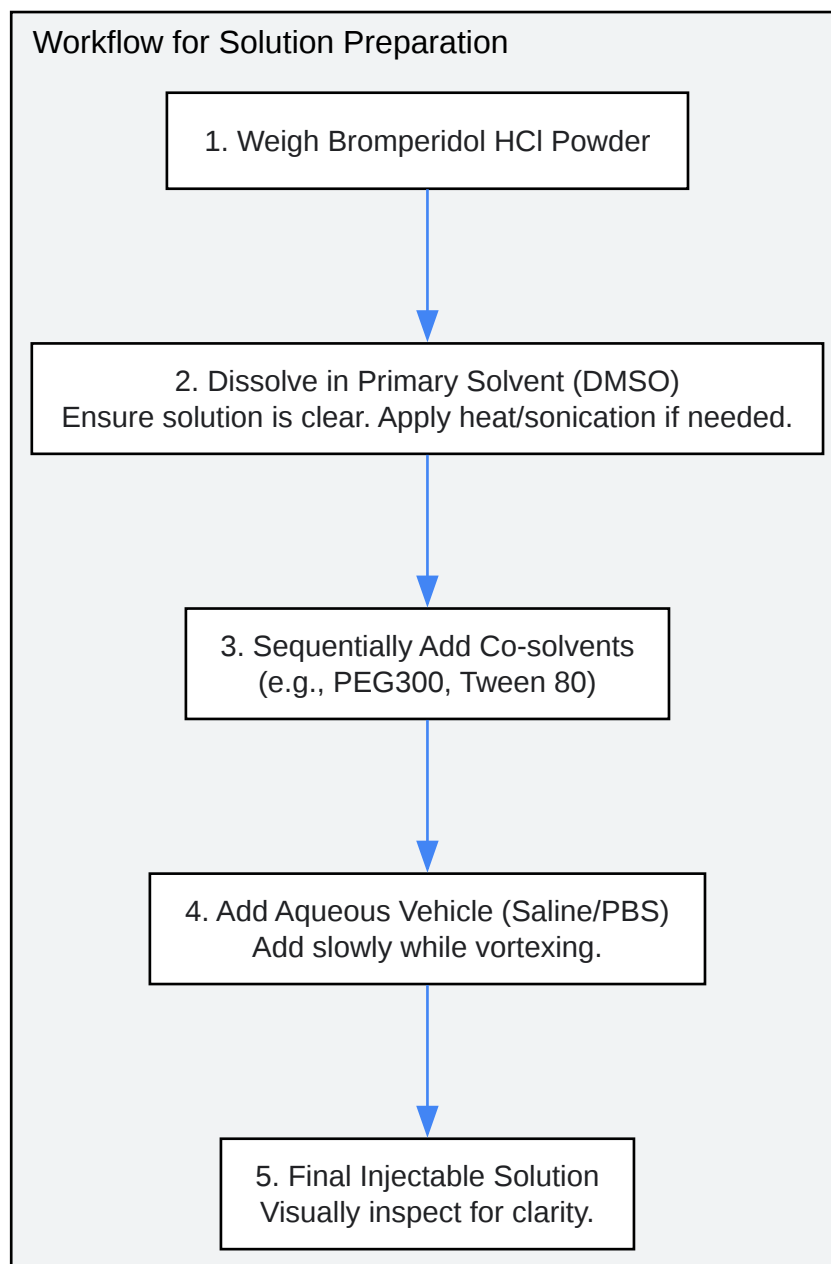 Workflow for Solution Preparation
1. Weigh Bromperidol HCl Powder
2. Dissolve in Primary Solvent (DMSO)
Ensure solution is clear. Apply heat/sonication if needed.
3. Sequentially Add Co-solvents
(e.g., PEG300, Tween 80)
4. Add Aqueous Vehicle (Saline/PBS)
Add slowly while vortexing.
5. Final Injectable Solution
Visually inspect for clarity.